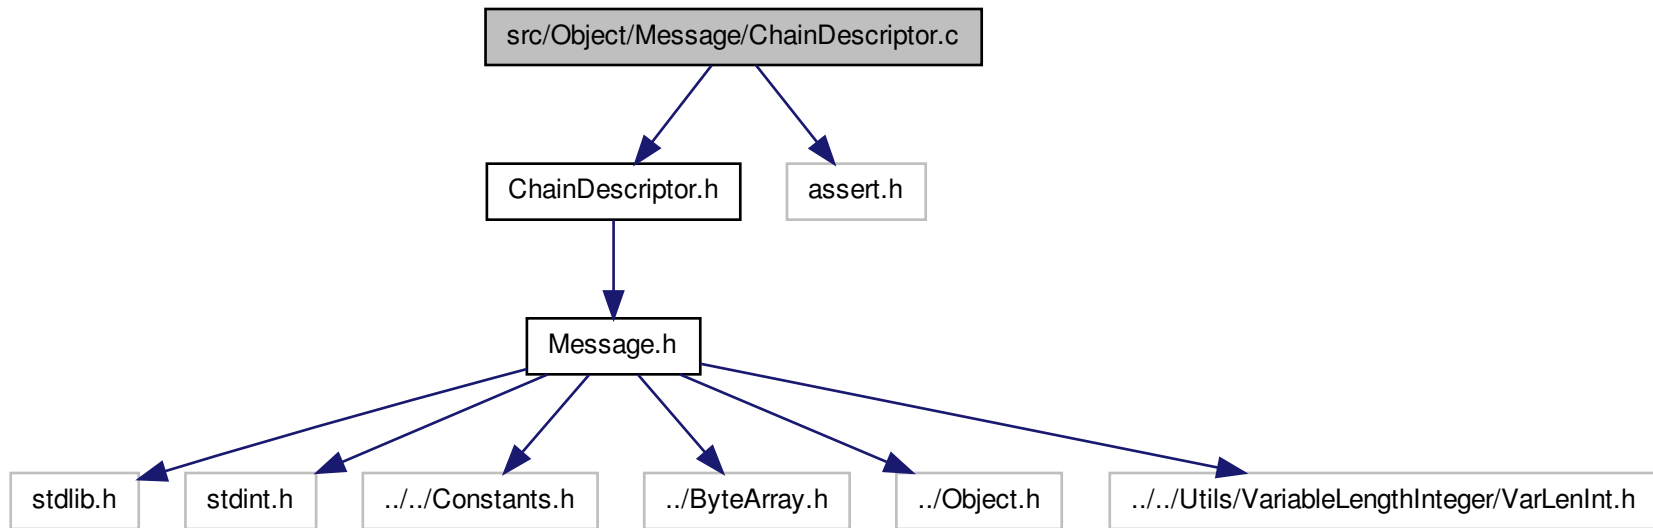 src/Object/Message/ChainDescriptor.c
ChainDescriptor.h
assert.h
Message.h
stdlib.h
stdint.h
../../Constants.h
../ByteArray.h
../Object.h
../../Utils/VariableLengthInteger/VarLenInt.h